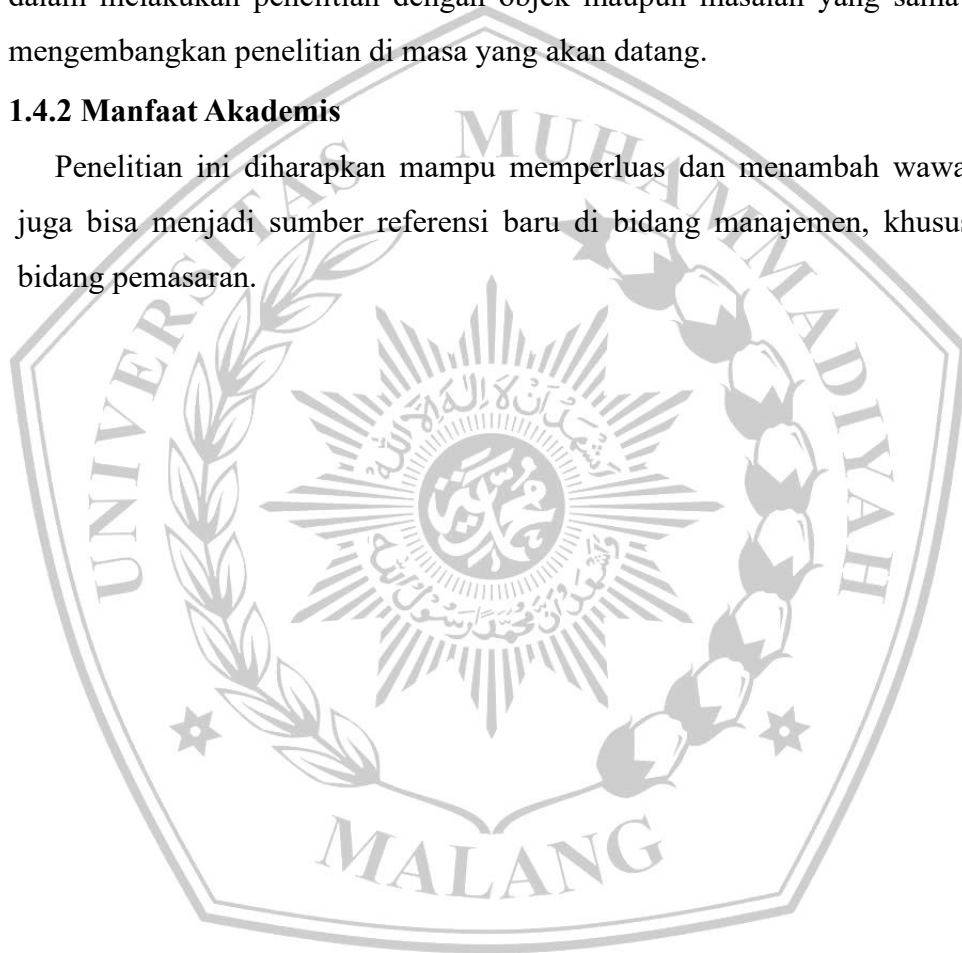 dalam melakukan penelitian dengan objek maupun masalah yang sama
mengembangkan penelitian di masa yang akan datang.
1.4.2 Manfaat Akademis
Penelitian ini diharapkan mampu memperluas dan menambah wawa
juga bisa menjadi sumber referensi baru di bidang manajemen, khusus
bidang pemasaran.
UNIVERSITAS MUHAMMADIYAH
MALANG